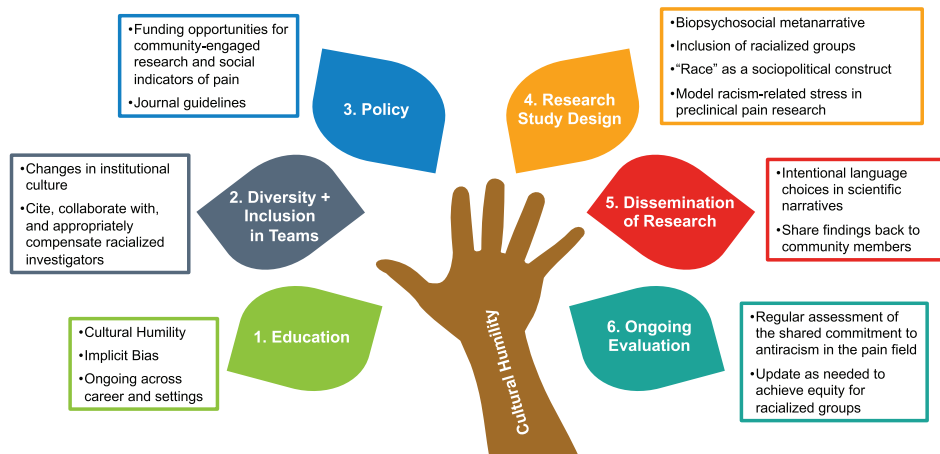 •Funding opportunities for
community-engaged
research and social
indicators of pain
•Journal guidelines
3. Policy
4. Research
Study Design
•Biopsychosocial metanarrative
•Inclusion of racialized groups
•“Race” as a sociopolitical construct
•Model racism-related stress in
preclinical pain research
•Changes in institutional
culture
•Cite, collaborate with,
and appropriately
compensate racialized
investigators
2. Diversity +
Inclusion
in Teams
5. Dissemination
of Research
•Intentional language
choices in scientific
narratives
•Share findings back to
community members
•Cultural Humility
•Implicit Bias
•Ongoing across
career and settings
1. Education
Cultural Humility
6. Ongoing
Evaluation
•Regular assessment of
the shared commitment to
antiracism in the pain field
•Update as needed to
achieve equity for
racialized groups